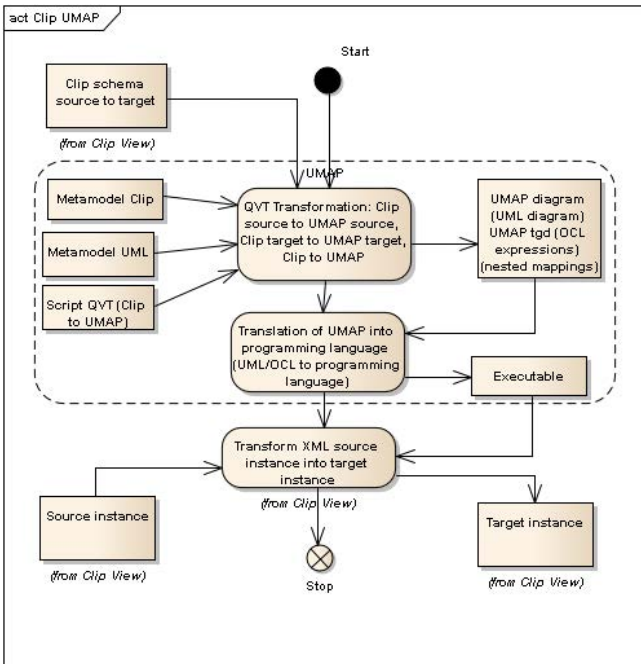 act Clip UMAP
Start
Clip schema
source to target
(from Clip View)
UMAP
Metamodel Clip
QVT Transformation: Clip
source to UMAP source,
Clip target to UMAP target,
Clip to UMAP
UMAP diagram
(UML diagram)
UMAP tgd (OCL
expressions)
(nested mappings)
Metamodel UML
Script QVT (Clip
to UMAP)
Translation of UMAP into
programming language
(UML/OCL to programming
language)
Executable
Transform XML source
instance into target
instance
(from Clip View)
Source instance
(from Clip View)
Target instance
(from Clip View)
Stop